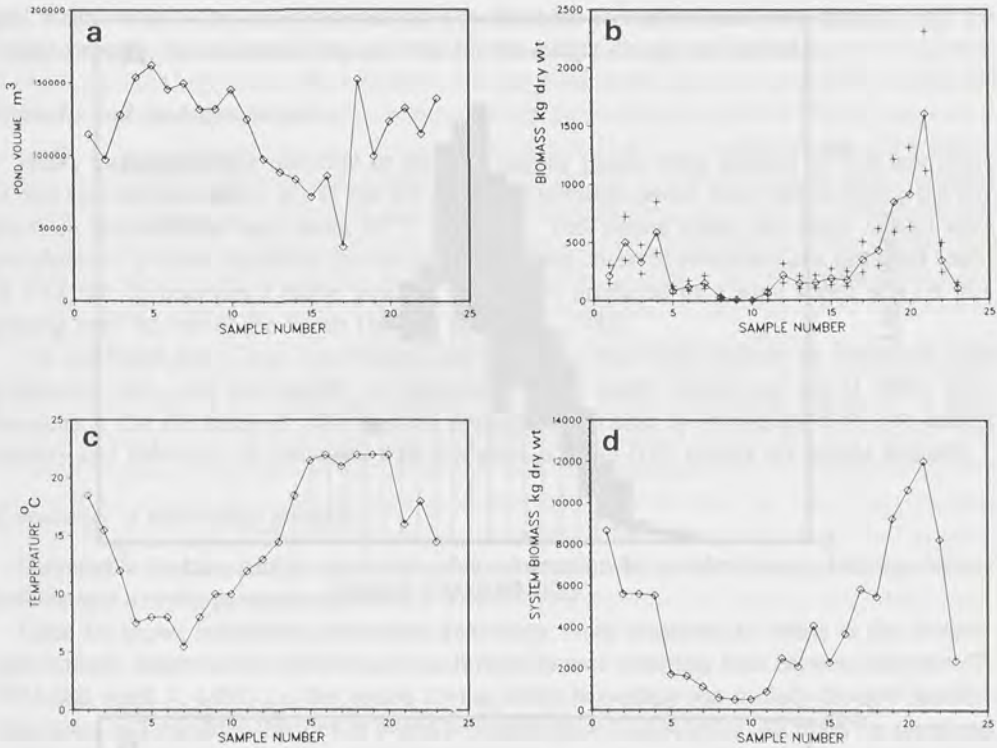 a
200000
150000
100000
50000
0
POND VOLUME m³
0 5 10 15 20 25
SAMPLE NUMBER
b
2500
2000
1500
1000
500
0
BIOMASS kg dry wt
0 5 10 15 20 25
SAMPLE NUMBER
c
25
20
15
10
5
0
TEMPERATURE °C
0 5 10 15 20 25
SAMPLE NUMBER
d
14000
12000
10000
8000
6000
4000
2000
0
SYSTEM BIOMASS kg dry wt
0 5 10 15 20 25
SAMPLE NUMBER